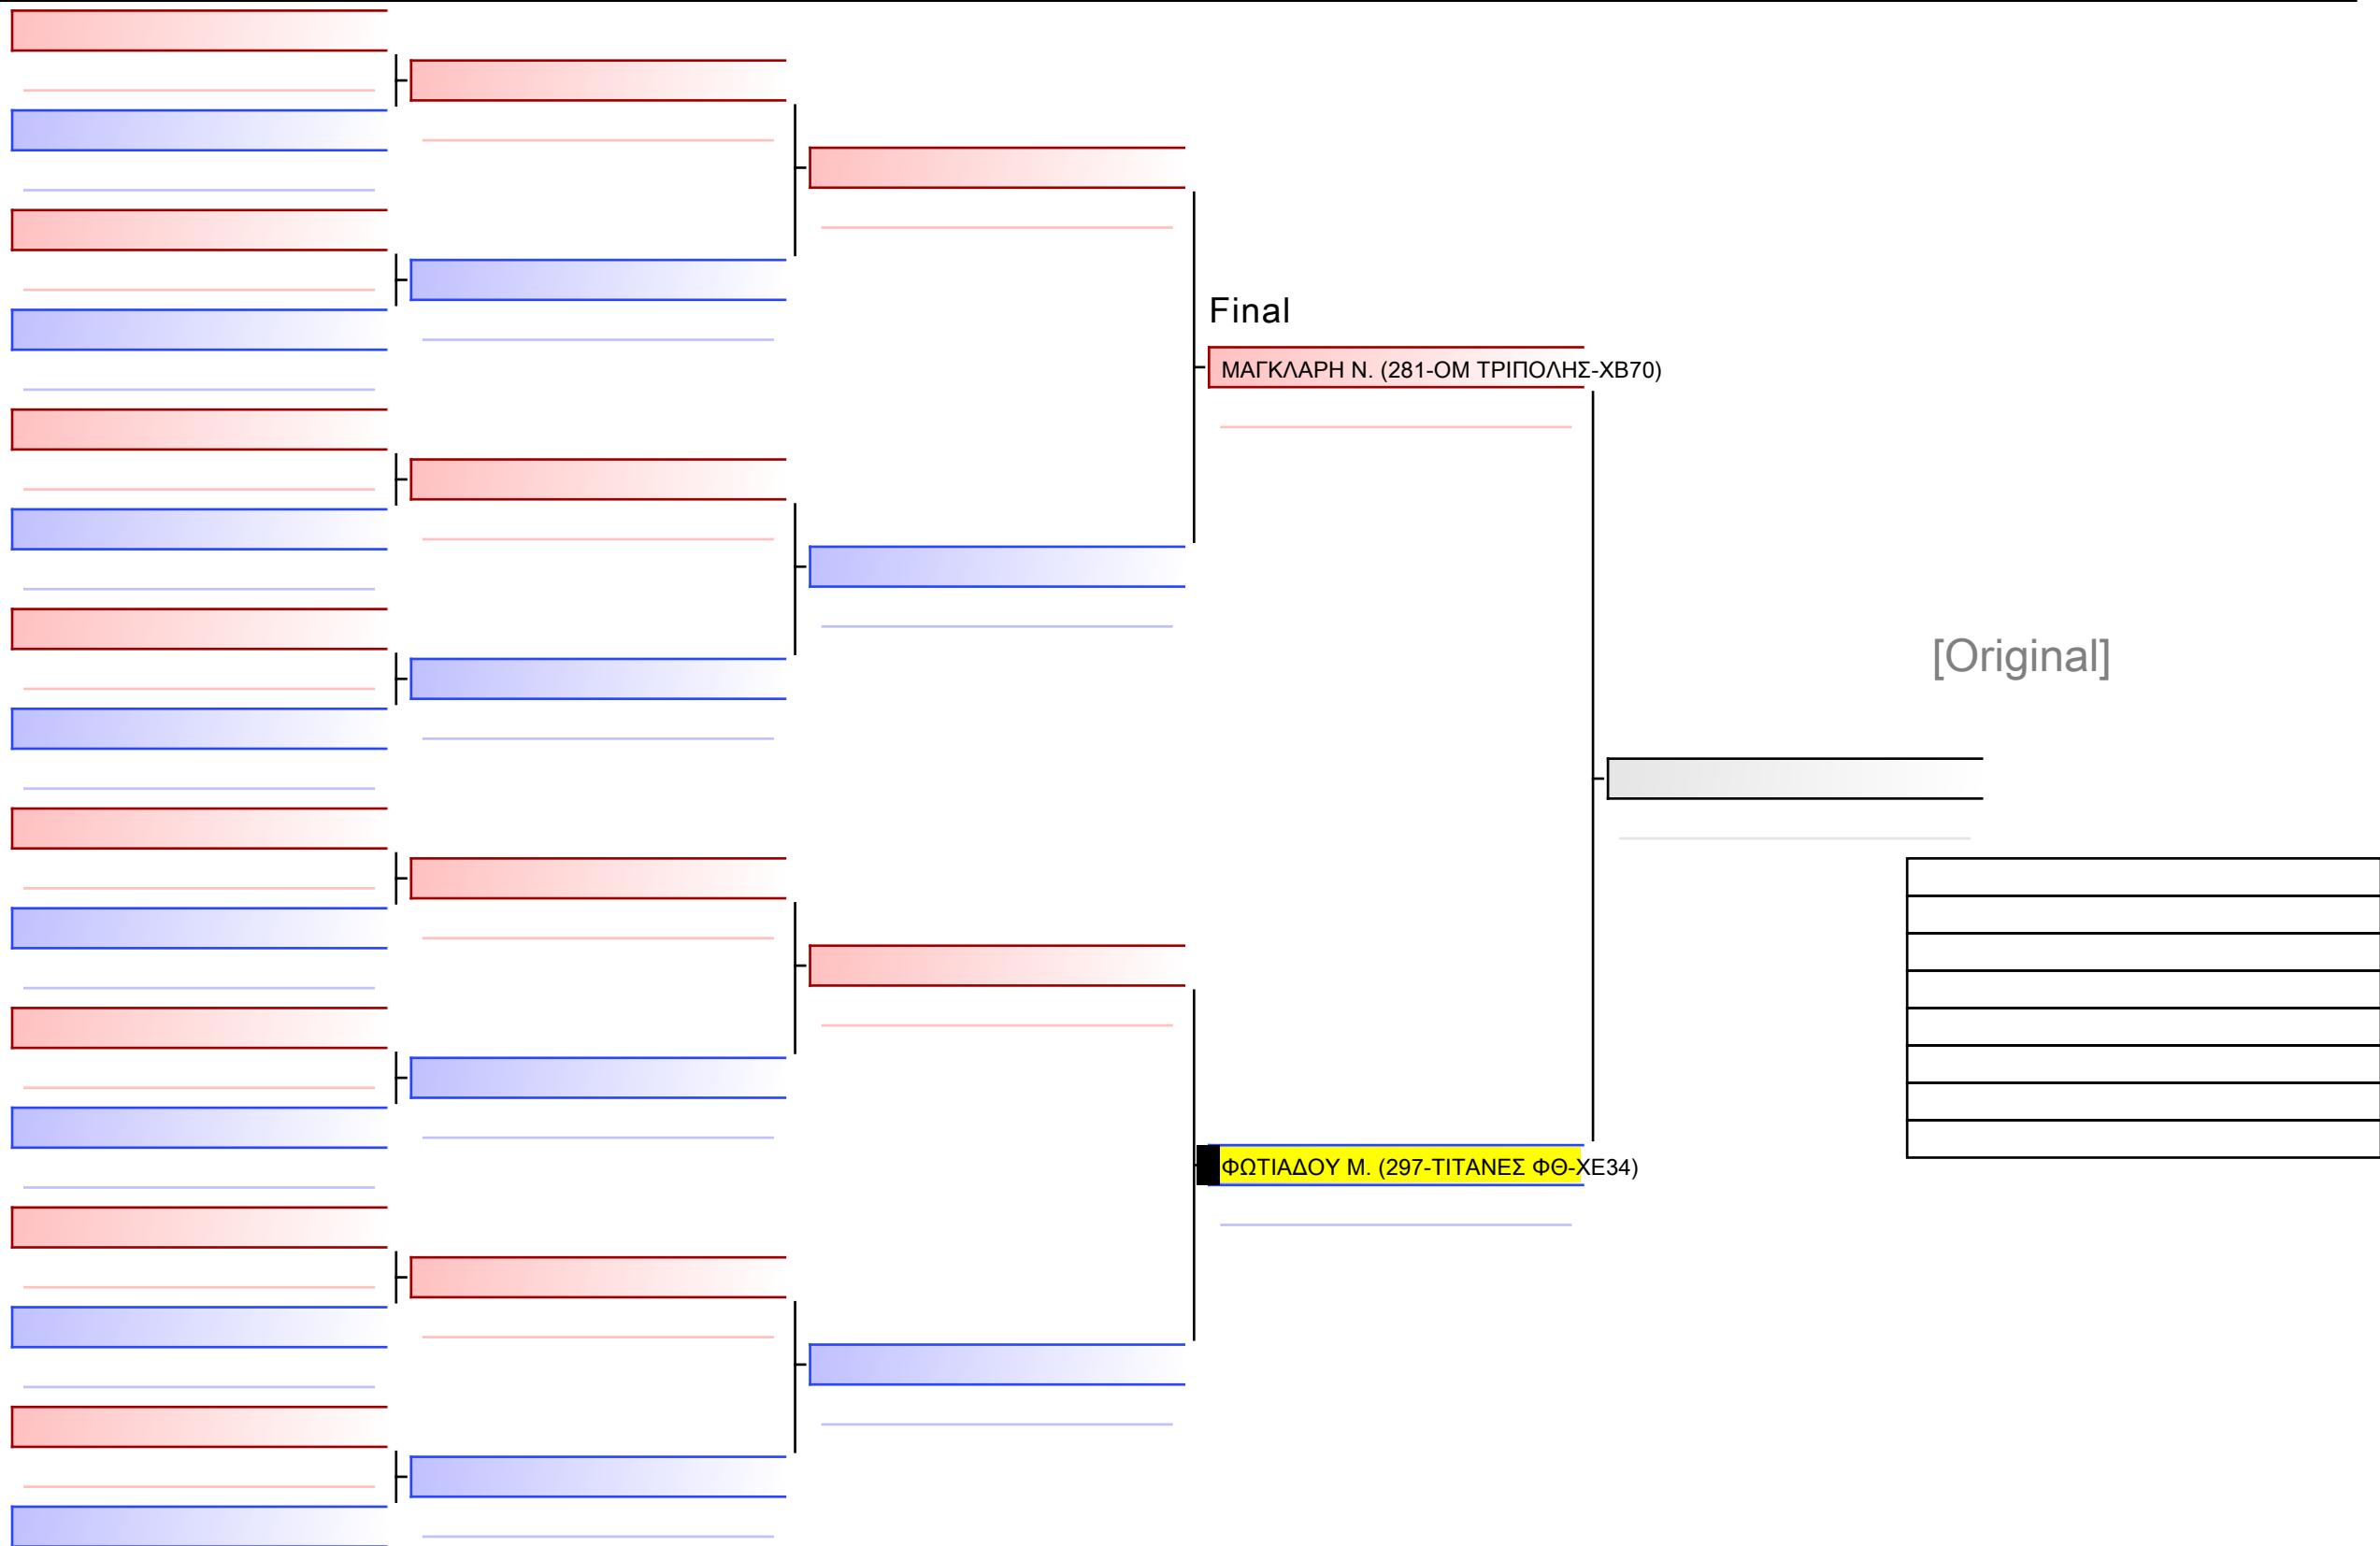 Final
ΜΑΓΚΛΑΡΗ Ν. (281-ΟΜ ΤΡΙΠΟΛΗΣ-ΧΒ70)
[Original]
ΦΩΤΙΑΔΟΥ Μ. (297-ΤΙΤΑΝΕΣ ΦΘ-ΧΕ34)